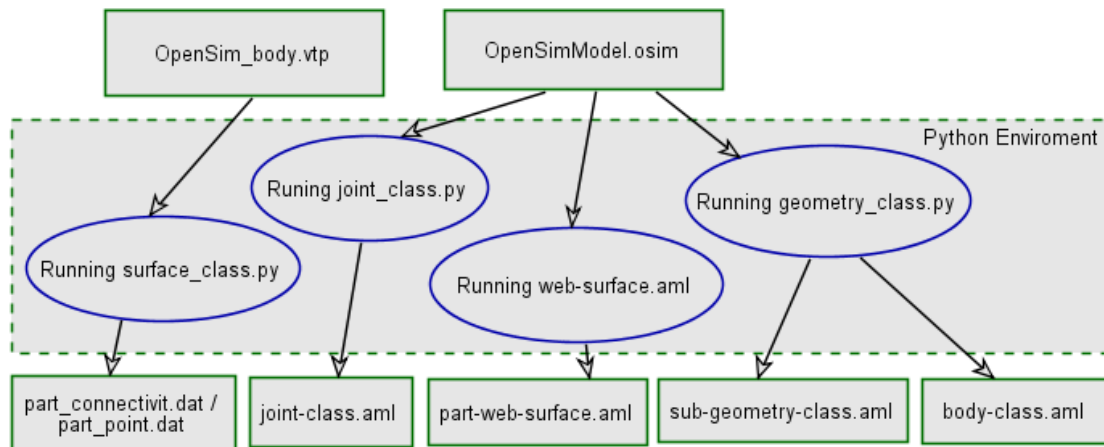 OpenSim_body.vtp
OpenSimModel.osim
Python Enviroment
Runing joint_class.py
Running geometry_class.py
Running surface_class.py
Running web-surface.aml
part_connectivit.dat /
part_point.dat
joint-class.aml
part-web-surface.aml
sub-geometry-class.aml
body-class.aml